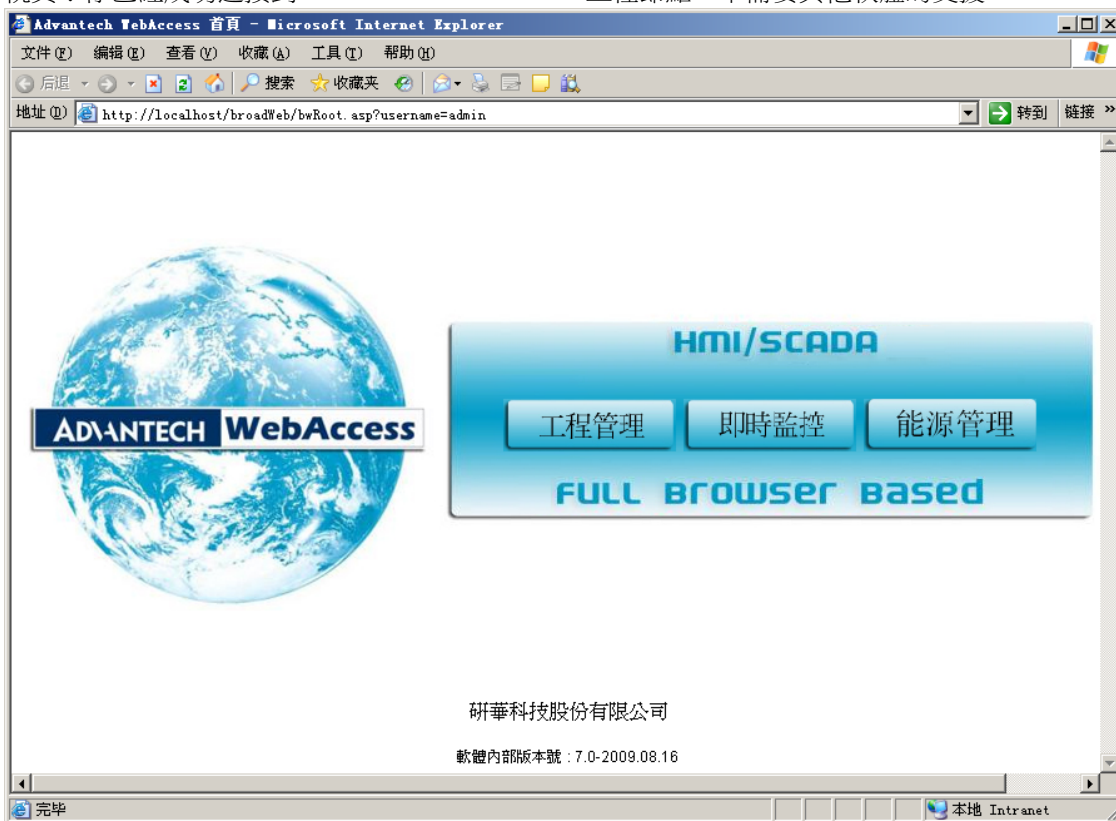 Advantech WebAccess 首頁 - Microsoft Internet Explorer
文件(F) 编辑(E) 查看(V) 收藏(A) 工具(T) 帮助(H)
后退 搜索 收藏夹
地址(D) http://localhost/broadWeb/bwRoot.asp?username=admin 转到 链接 »
HMI/SCADA
ADVANTECH WebAccess
工程管理 即時監控 能源管理
FULL Browser Based
研華科技股份有限公司
軟體內部版本號 : 7.0-2009.08.16
完毕 本地 Intranet